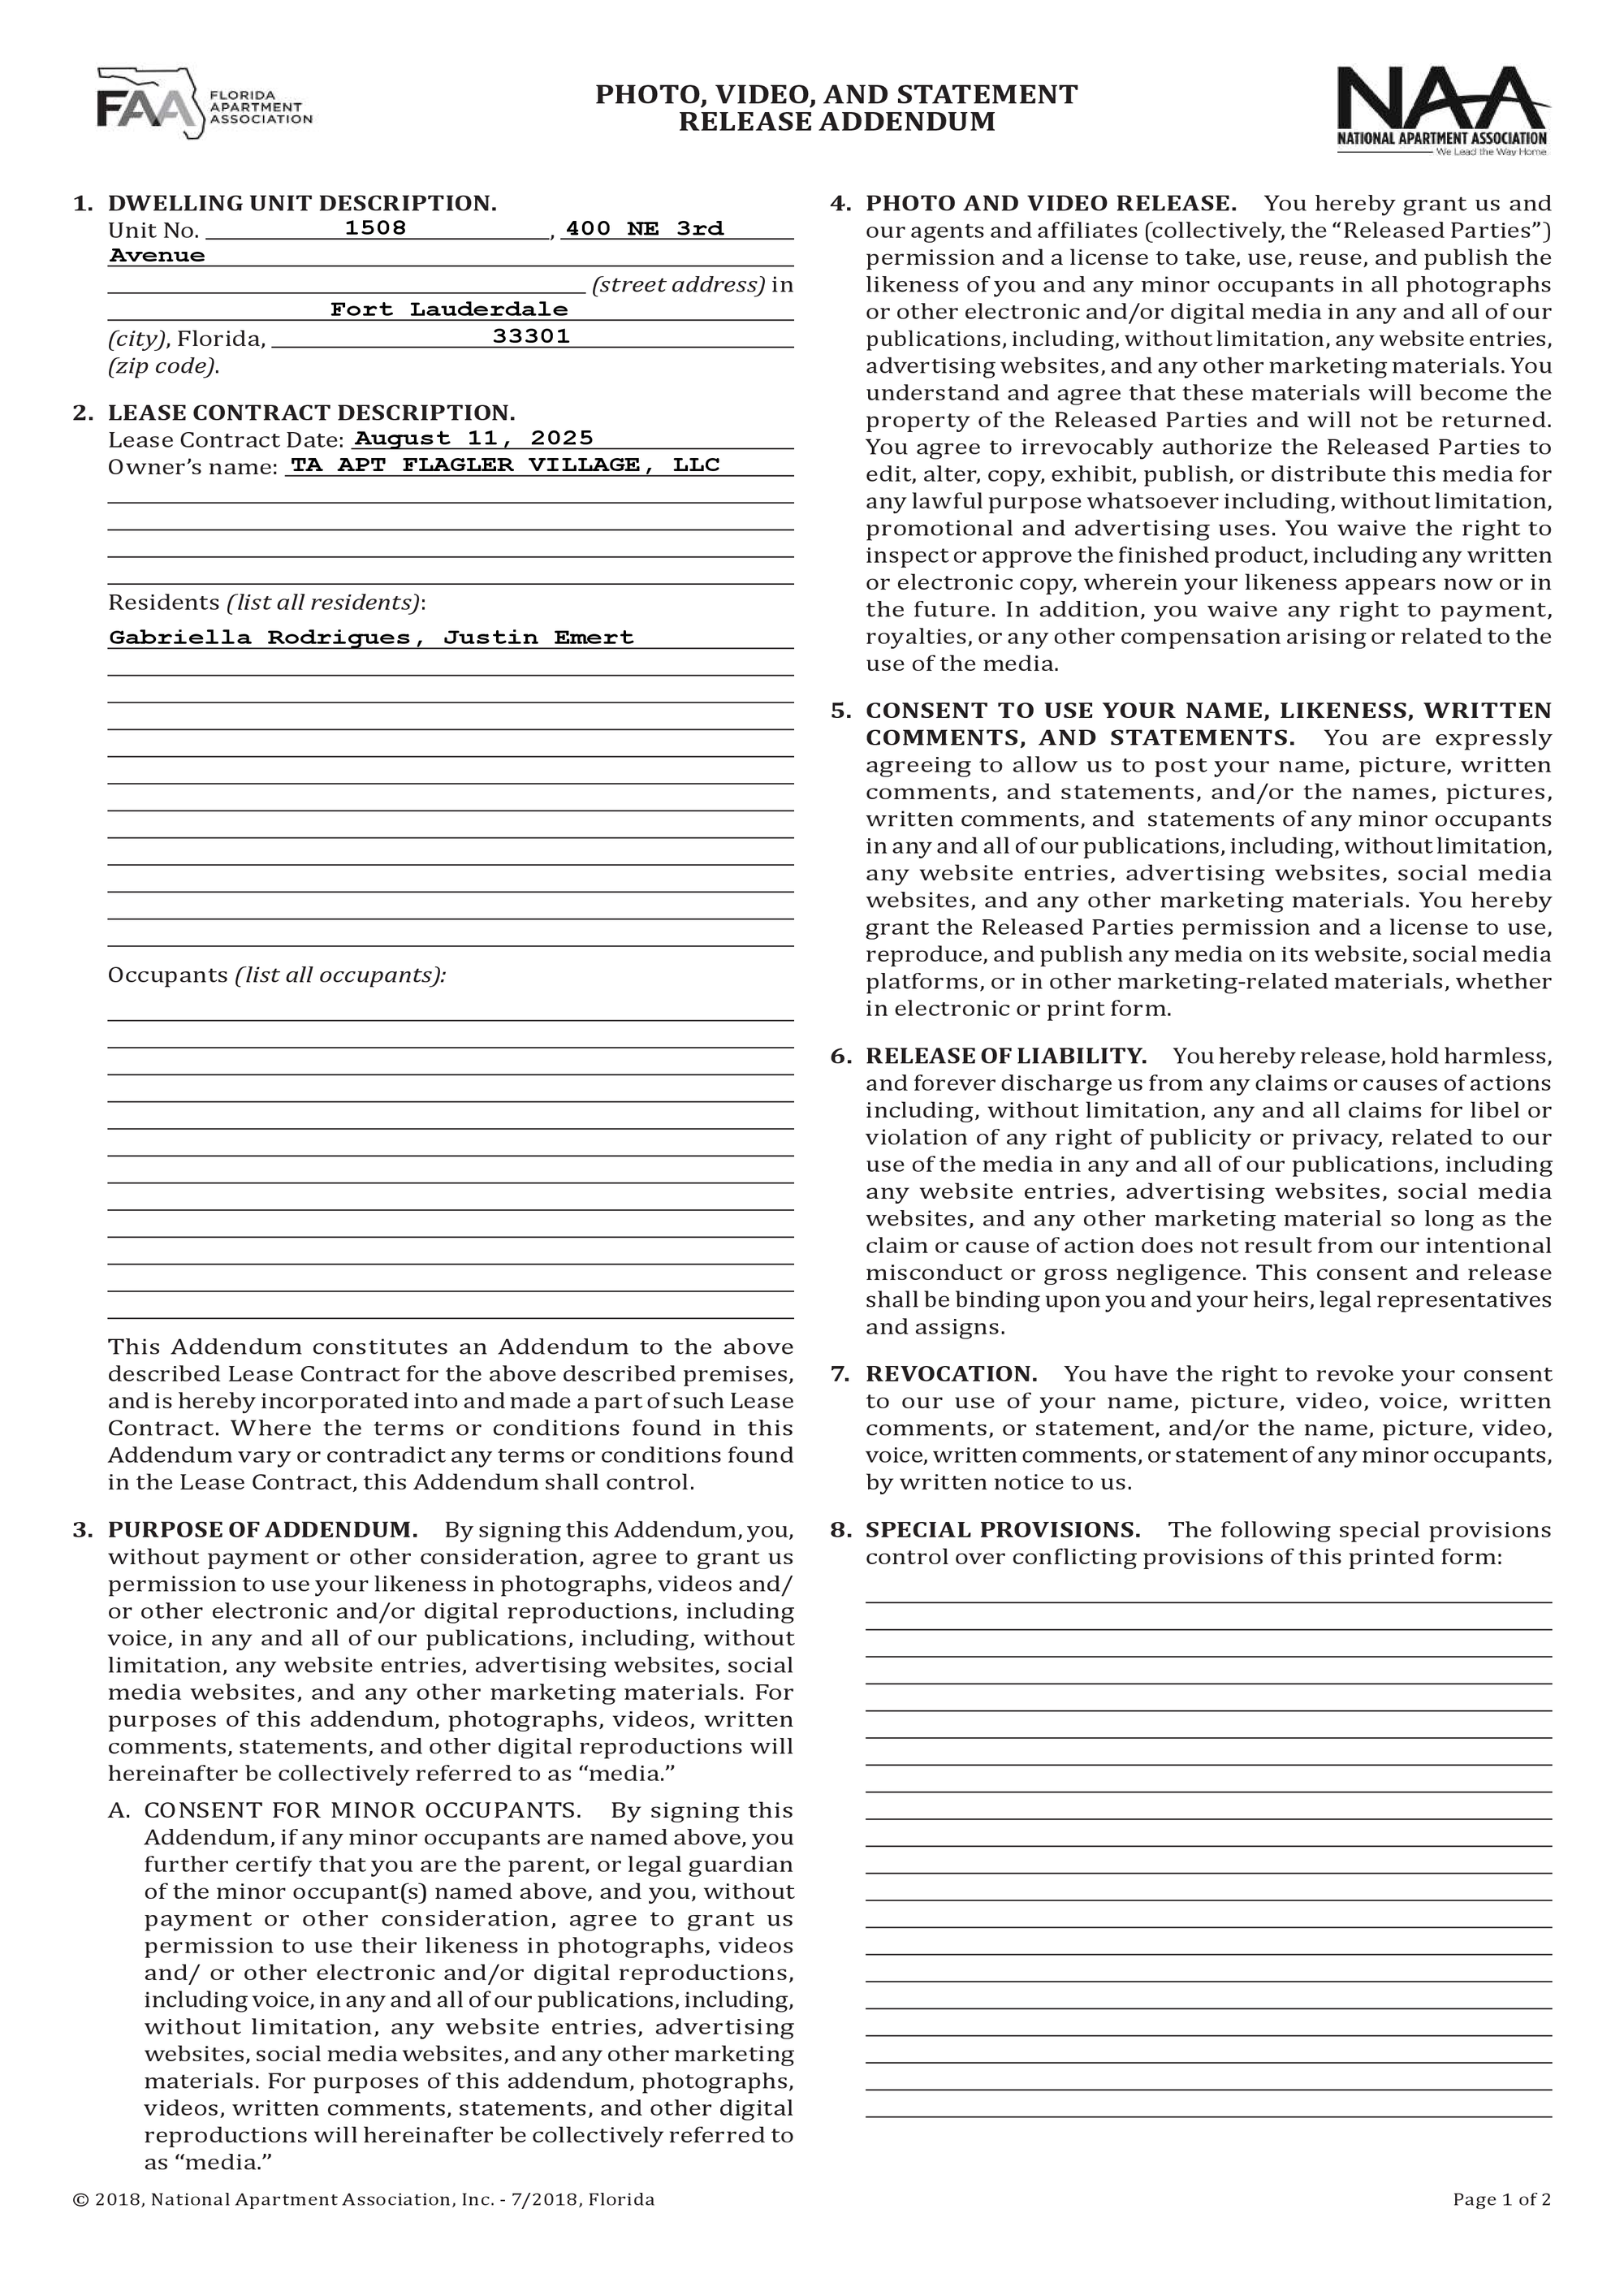 FAA FLORIDA
APARTMENT
ASSOCIATION
PHOTO, VIDEO, AND STATEMENT
RELEASE ADDENDUM
NAA
NATIONAL APARTMENT ASSOCIATION
We Lead the Way Home
1. DWELLING UNIT DESCRIPTION.
Unit No. 1508, 400 NE 3rd
Avenue
(street address) in
Fort Lauderdale
(city), Florida, 33301
(zip code).
2. LEASE CONTRACT DESCRIPTION.
Lease Contract Date: August 11, 2025
Owner’s name: TA APT FLAGLER VILLAGE, LLC
Residents (list all residents):
Gabriella Rodrigues, Justin Emert
Occupants (list all occupants):
This Addendum constitutes an Addendum to the above
described Lease Contract for the above described premises,
and is hereby incorporated into and made a part of such Lease
Contract. Where the terms or conditions found in this
Addendum vary or contradict any terms or conditions found
in the Lease Contract, this Addendum shall control.
3. PURPOSE OF ADDENDUM. By signing this Addendum, you,
without payment or other consideration, agree to grant us
permission to use your likeness in photographs, videos and/
or other electronic and/or digital reproductions, including
voice, in any and all of our publications, including, without
limitation, any website entries, advertising websites, social
media websites, and any other marketing materials. For
purposes of this addendum, photographs, videos, written
comments, statements, and other digital reproductions will
hereinafter be collectively referred to as “media.”
A. CONSENT FOR MINOR OCCUPANTS. By signing this
Addendum, if any minor occupants are named above, you
further certify that you are the parent, or legal guardian
of the minor occupant(s) named above, and you, without
payment or other consideration, agree to grant us
permission to use their likeness in photographs, videos
and/ or other electronic and/or digital reproductions,
including voice, in any and all of our publications, including,
without limitation, any website entries, advertising
websites, social media websites, and any other marketing
materials. For purposes of this addendum, photographs,
videos, written comments, statements, and other digital
reproductions will hereinafter be collectively referred to
as “media.”
4. PHOTO AND VIDEO RELEASE. You hereby grant us and
our agents and affiliates (collectively, the “Released Parties”)
permission and a license to take, use, reuse, and publish the
likeness of you and any minor occupants in all photographs
or other electronic and/or digital media in any and all of our
publications, including, without limitation, any website entries,
advertising websites, and any other marketing materials. You
understand and agree that these materials will become the
property of the Released Parties and will not be returned.
You agree to irrevocably authorize the Released Parties to
edit, alter, copy, exhibit, publish, or distribute this media for
any lawful purpose whatsoever including, without limitation,
promotional and advertising uses. You waive the right to
inspect or approve the finished product, including any written
or electronic copy, wherein your likeness appears now or in
the future. In addition, you waive any right to payment,
royalties, or any other compensation arising or related to the
use of the media.
5. CONSENT TO USE YOUR NAME, LIKENESS, WRITTEN
COMMENTS, AND STATEMENTS. You are expressly
agreeing to allow us to post your name, picture, written
comments, and statements, and/or the names, pictures,
written comments, and statements of any minor occupants
in any and all of our publications, including, without limitation,
any website entries, advertising websites, social media
websites, and any other marketing materials. You hereby
grant the Released Parties permission and a license to use,
reproduce, and publish any media on its website, social media
platforms, or in other marketing-related materials, whether
in electronic or print form.
6. RELEASE OF LIABILITY. You hereby release, hold harmless,
and forever discharge us from any claims or causes of actions
including, without limitation, any and all claims for libel or
violation of any right of publicity or privacy, related to our
use of the media in any and all of our publications, including
any website entries, advertising websites, social media
websites, and any other marketing material so long as the
claim or cause of action does not result from our intentional
misconduct or gross negligence. This consent and release
shall be binding upon you and your heirs, legal representatives
and assigns.
7. REVOCATION. You have the right to revoke your consent
to our use of your name, picture, video, voice, written
comments, or statement, and/or the name, picture, video,
voice, written comments, or statement of any minor occupants,
by written notice to us.
8. SPECIAL PROVISIONS. The following special provisions
control over conflicting provisions of this printed form:
© 2018, National Apartment Association, Inc. - 7/2018, Florida
Page 1 of 2